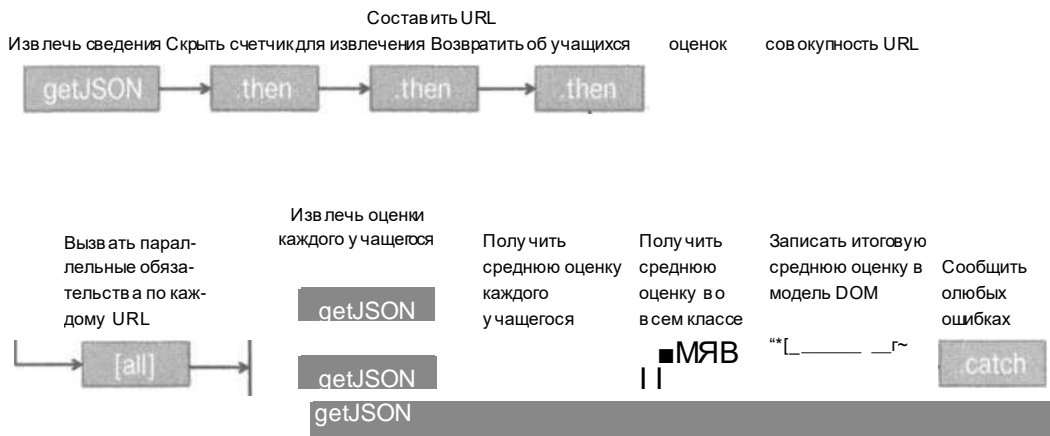 Составить URL
Извлечь сведения Скрыть счетчик для извлечения Возвратить об учащихся оценок совокупность URL
getJSON .then .then .then
Извлечь оценки
каждого учащегося
Вызвать парал-
лельные обяза-
тельства по каж-
дому URL
Получить
среднюю оценку
каждого
учащегося
Получить
среднюю
оценку во
всем классе
Записать итоговую
среднюю оценку в
модель DOM
Сообщить
олюбых
ошибках
getJSON
[all]
getJSON
■МЯВ
.catch
getJSON